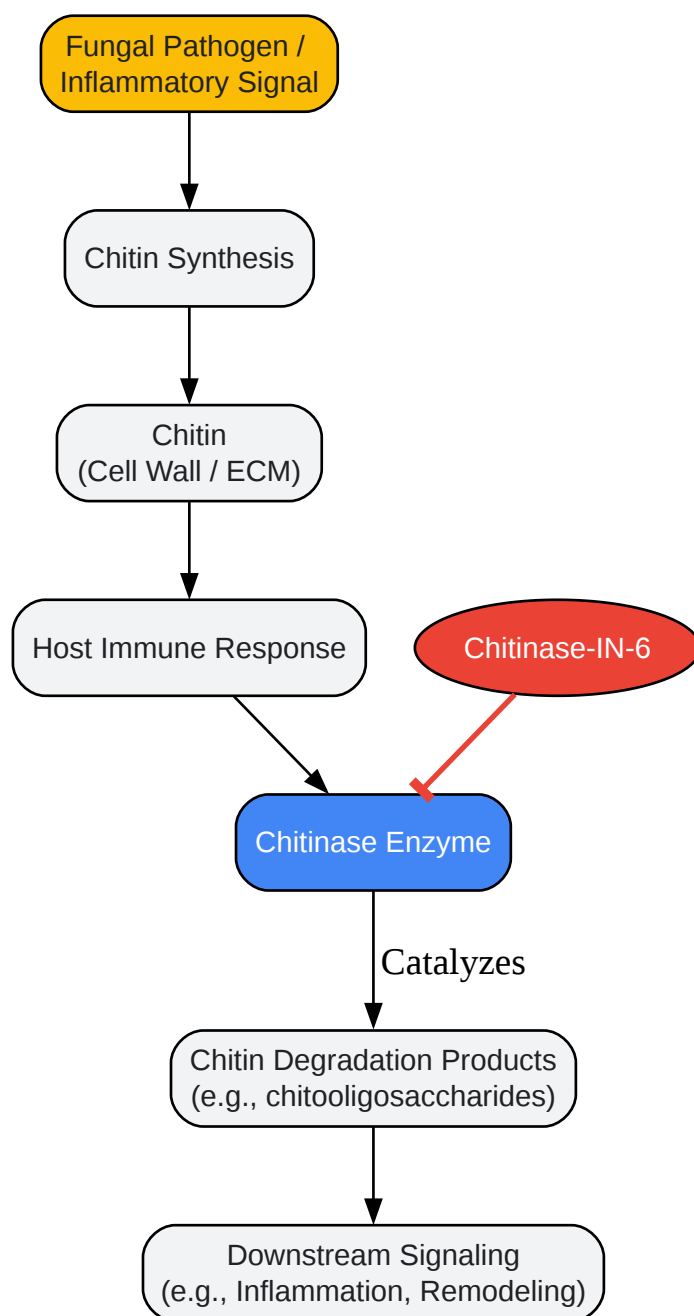 Fungal Pathogen /
Inflammatory Signal
Chitin Synthesis
Chitin
(Cell Wall / ECM)
Host Immune Response
Chitinase-IN-6
Chitinase Enzyme
Catalyzes
Chitin Degradation Products
(e.g., chitooligosaccharides)
Downstream Signaling
(e.g., Inflammation, Remodeling)